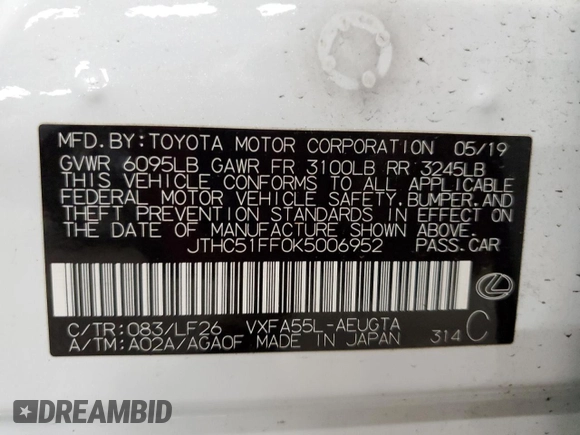 MFD.BY:TOYOTA MOTOR CORPORATION 05/19
GVWR 6095LB GAWR FR 3100LB RR 3245LB
THIS VEHICLE CONFORMS TO ALL APPLICABLE
FEDERAL MOTOR VEHICLE SAFETY,BUMPER,AND
THEFT PREVENTION STANDARDS IN EFFECT ON
THE DATE OF MANUFACTURE SHOWN ABOVE.
JTHC51FF0K5006952 PASS.CAR
C/TR:083/LF26 VXFA55L-AEUGTA
A/TM:A02A/AGA0F MADE IN JAPAN 314 C
DREAMBID